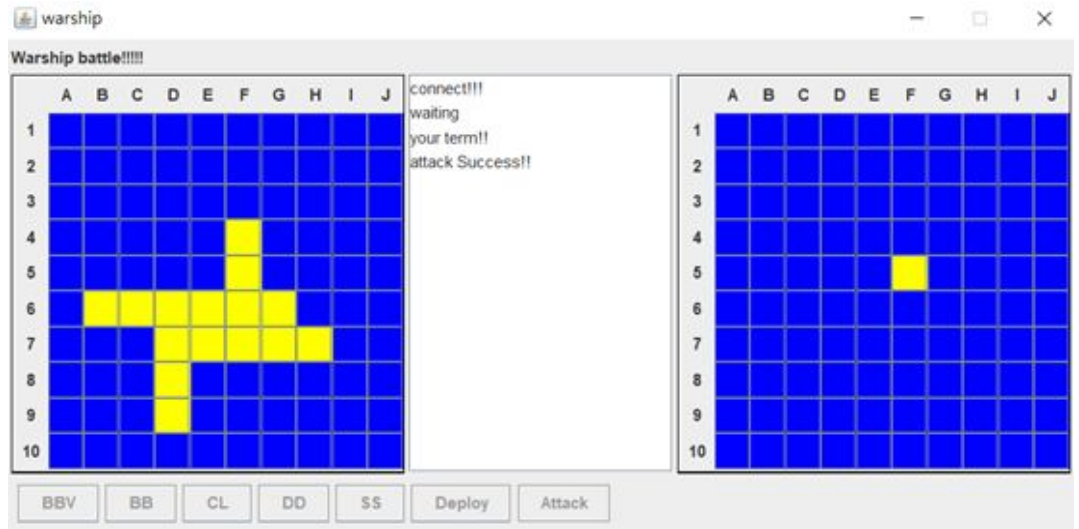 warship
Warship battle!!!!!
A B C D E F G H I J
1
2
3
4
5
6
7
8
9
10
connect!!!
waiting
your term!!
attack Success!!
A B C D E F G H I J
1
2
3
4
5
6
7
8
9
10
BBV BB CL DD SS Deploy Attack